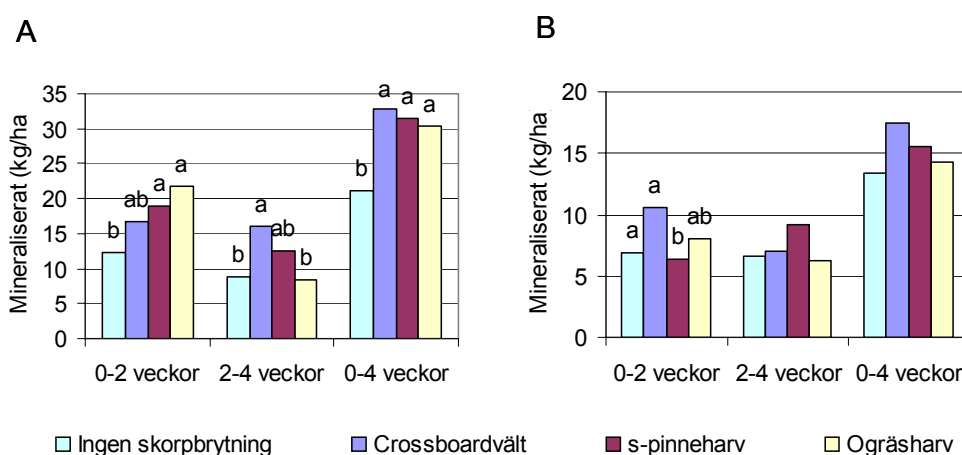 A
Mineraliserat (kg/ha)
35
30
25
20
15
10
5
0
b
ab
a
a
b
a
ab
b
b
a
a
a
0-2 veckor
2-4 veckor
0-4 veckor
B
Mineraliserat (kg/ha)
20
15
10
5
0
a
a
b
ab
0-2 veckor
2-4 veckor
0-4 veckor
Ingen skorpbrytning
Crossboardvält
s-pinneharv
Ogräsharv